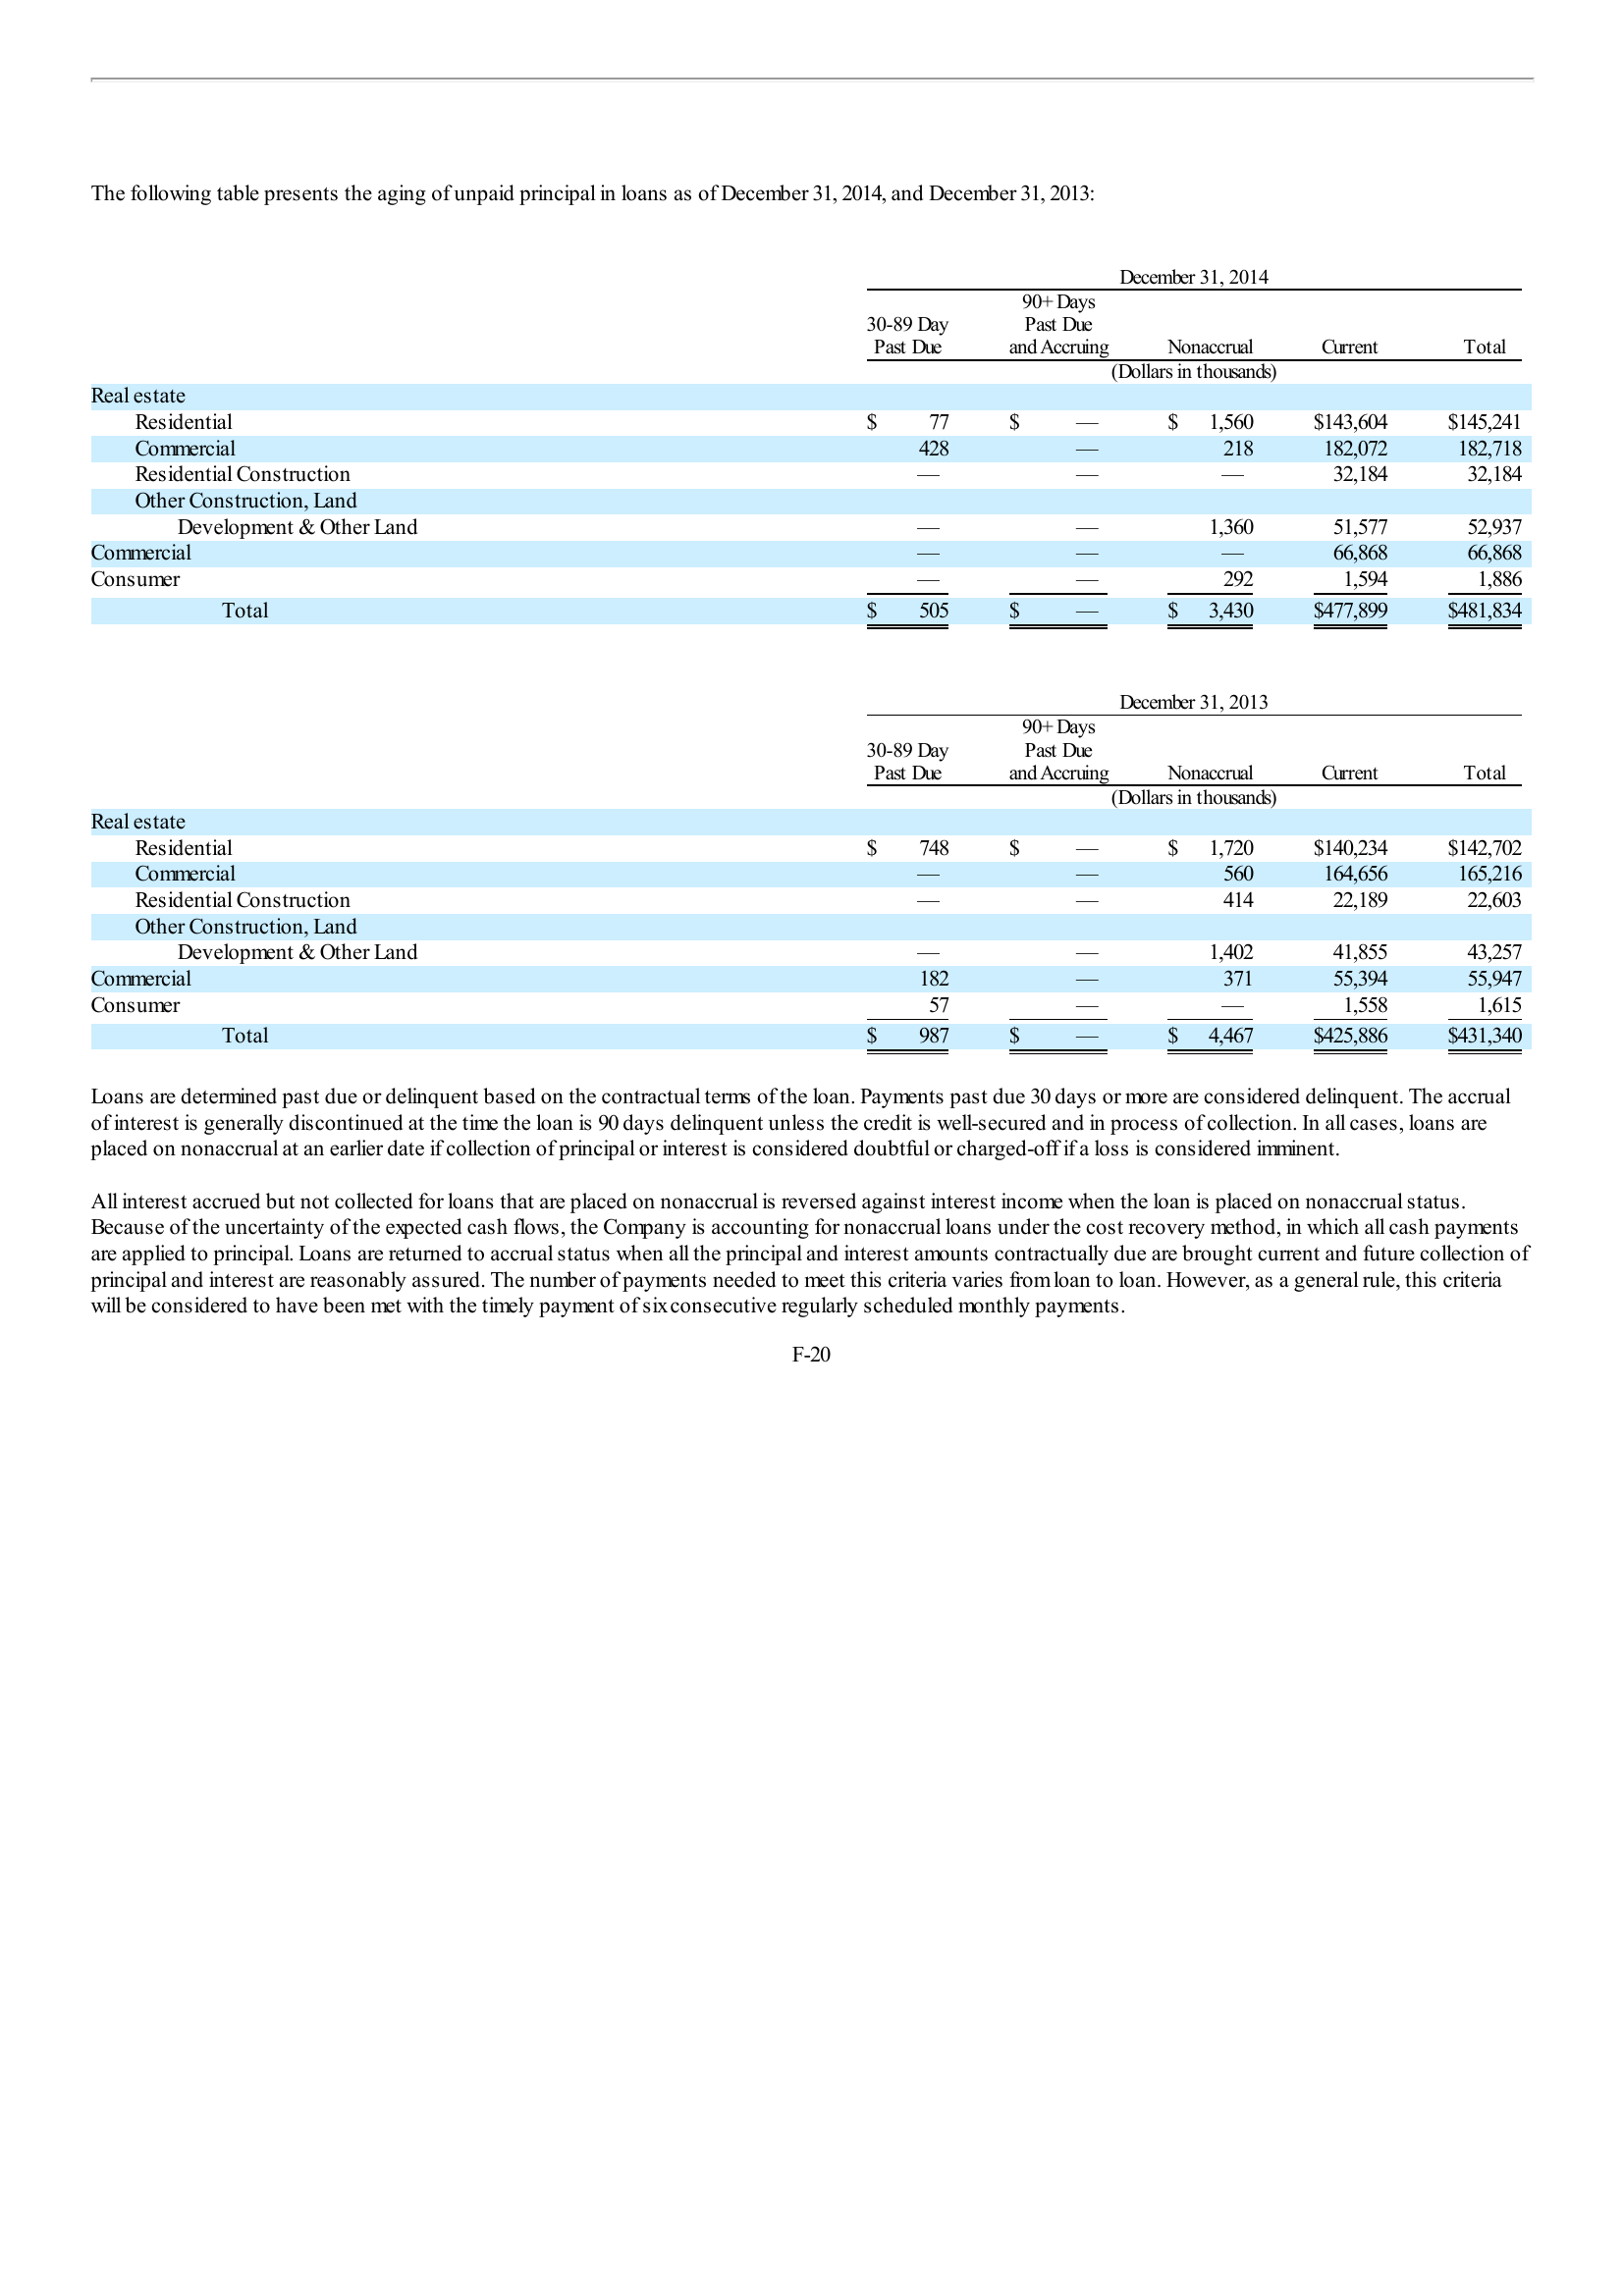 The following table presents the aging of unpaid principal in loans as of December 31, 2014, and December 31, 2013:
December 31, 2014
90+ Days
30-89 Day Past Due
Past Due and Accruing Nonaccrual Current Total
(Dollars in thousands)
Real estate
Residential $ 77 $ — $ 1,560 $143,604 $145,241
Commercial 428 — 218 182,072 182,718
Residential Construction — — — 32,184 32,184
Other Construction, Land
Development & Other Land — — 1,360 51,577 52,937
Commercial — — — 66,868 66,868
Consumer — — 292 1,594 1,886
Total $ 505 $ — $ 3,430 $477,899 $481,834
December 31, 2013
90+ Days
30-89 Day Past Due
Past Due and Accruing Nonaccrual Current Total
(Dollars in thousands)
Real estate
Residential $ 748 $ — $ 1,720 $140,234 $142,702
Commercial — — 560 164,656 165,216
Residential Construction — — 414 22,189 22,603
Other Construction, Land
Development & Other Land — — 1,402 41,855 43,257
Commercial 182 — 371 55,394 55,947
Consumer 57 — — 1,558 1,615
Total $ 987 $ — $ 4,467 $425,886 $431,340
Loans are determined past due or delinquent based on the contractual terms of the loan. Payments past due 30 days or more are considered delinquent. The accrual
of interest is generally discontinued at the time the loan is 90 days delinquent unless the credit is well-secured and in process of collection. In all cases, loans are
placed on nonaccrual at an earlier date if collection of principal or interest is considered doubtful or charged-off if a loss is considered imminent.
All interest accrued but not collected for loans that are placed on nonaccrual is reversed against interest income when the loan is placed on nonaccrual status.
Because of the uncertainty of the expected cash flows, the Company is accounting for nonaccrual loans under the cost recovery method, in which all cash payments
are applied to principal. Loans are returned to accrual status when all the principal and interest amounts contractually due are brought current and future collection of
principal and interest are reasonably assured. The number of payments needed to meet this criteria varies from loan to loan. However, as a general rule, this criteria
will be considered to have been met with the timely payment of six consecutive regularly scheduled monthly payments.
F-20